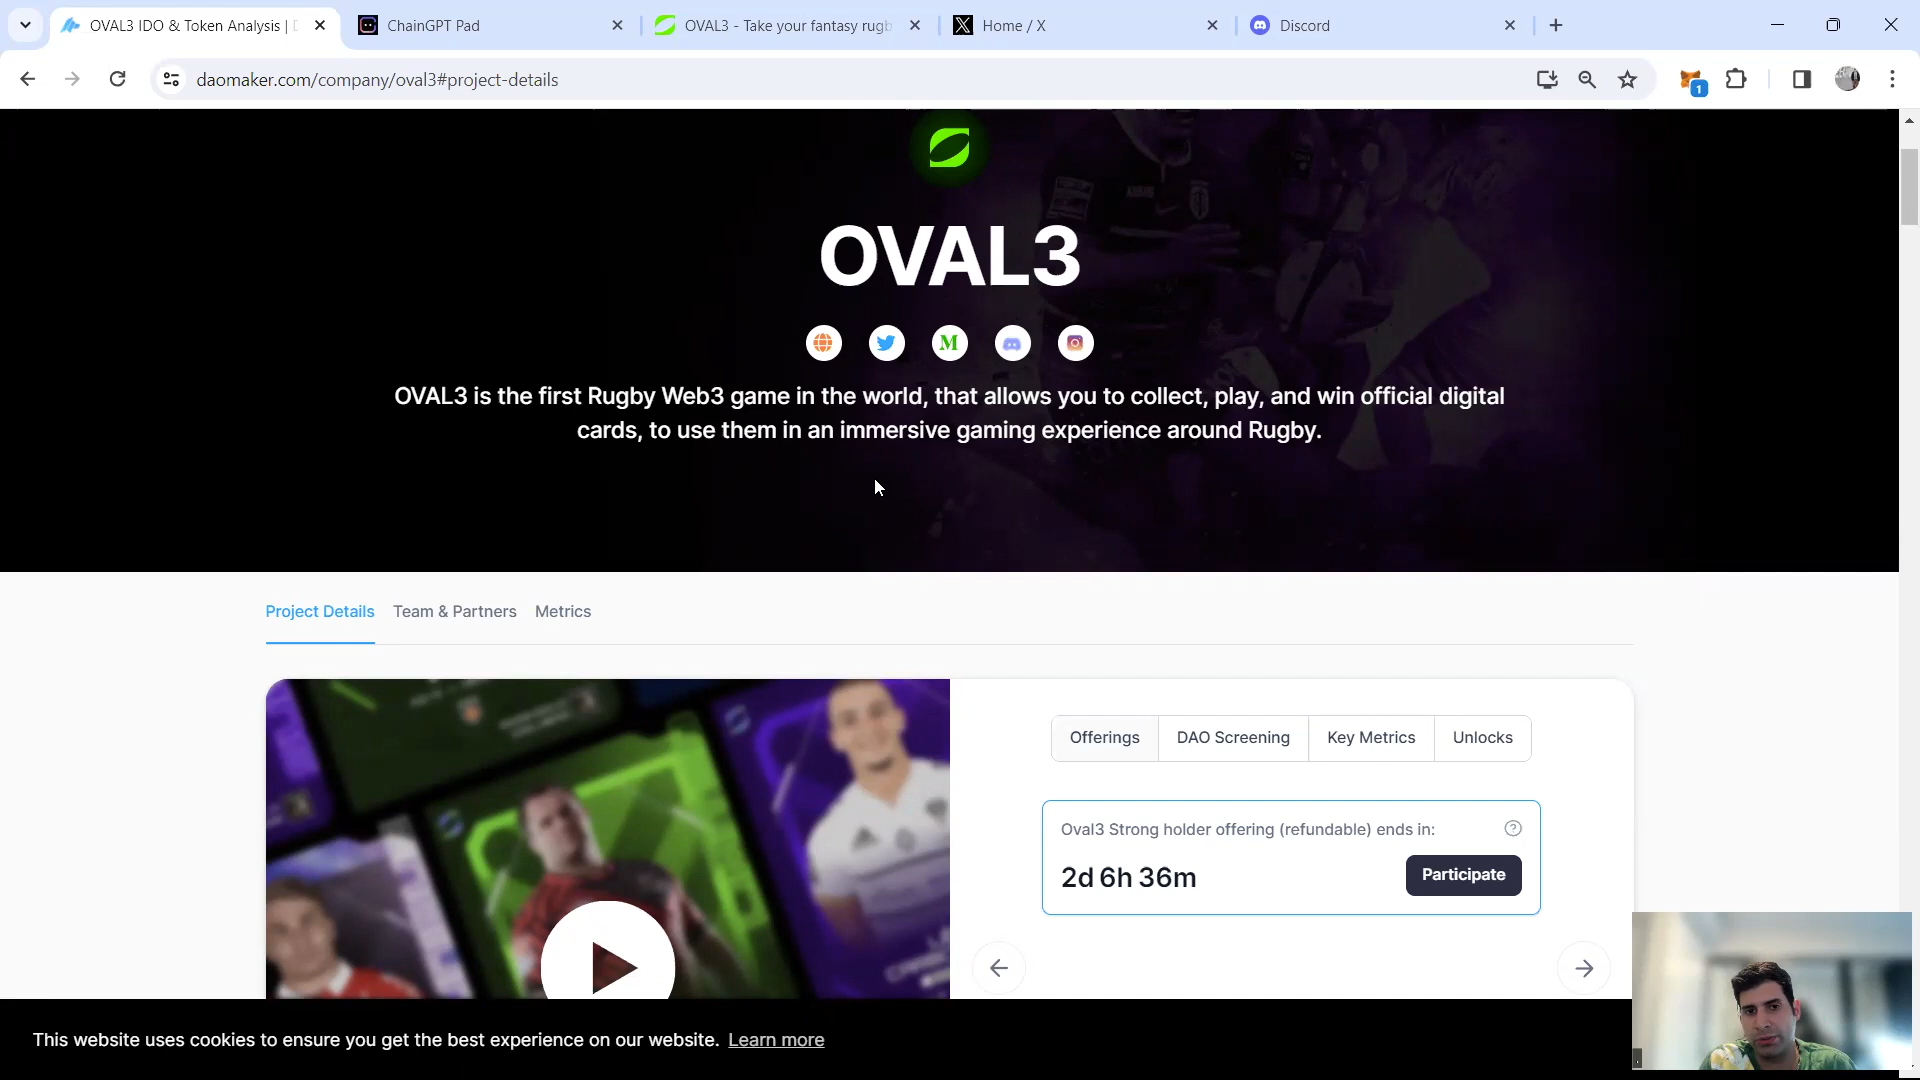 OVAL3 IDO & Token Analysis |
ChainGPT Pad
OVAL3 - Take your fantasy rugb
Home / X
Discord
daomaker.com/company/oval3#project-details
1
OVAL3
OVAL3 is the first Rugby Web3 game in the world, that allows you to collect, play, and win official digital
cards, to use them in an immersive gaming experience around Rugby.
Project Details
Team & Partners
Metrics
Offerings
DAO Screening
Key Metrics
Unlocks
Oval3 Strong holder offering (refundable) ends in:
2d 6h 36m
Participate
This website uses cookies to ensure you get the best experience on our website. Learn more